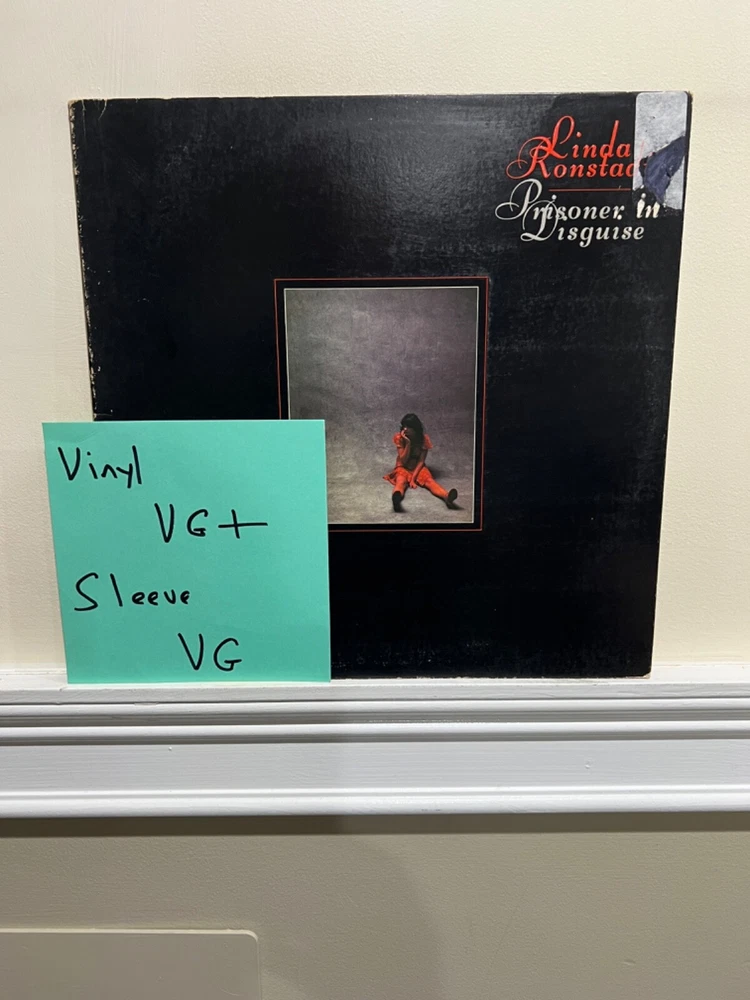 Linda
Ronstad
Prisoner in
Disguise
Vinyl
VG+
Sleeve
VG